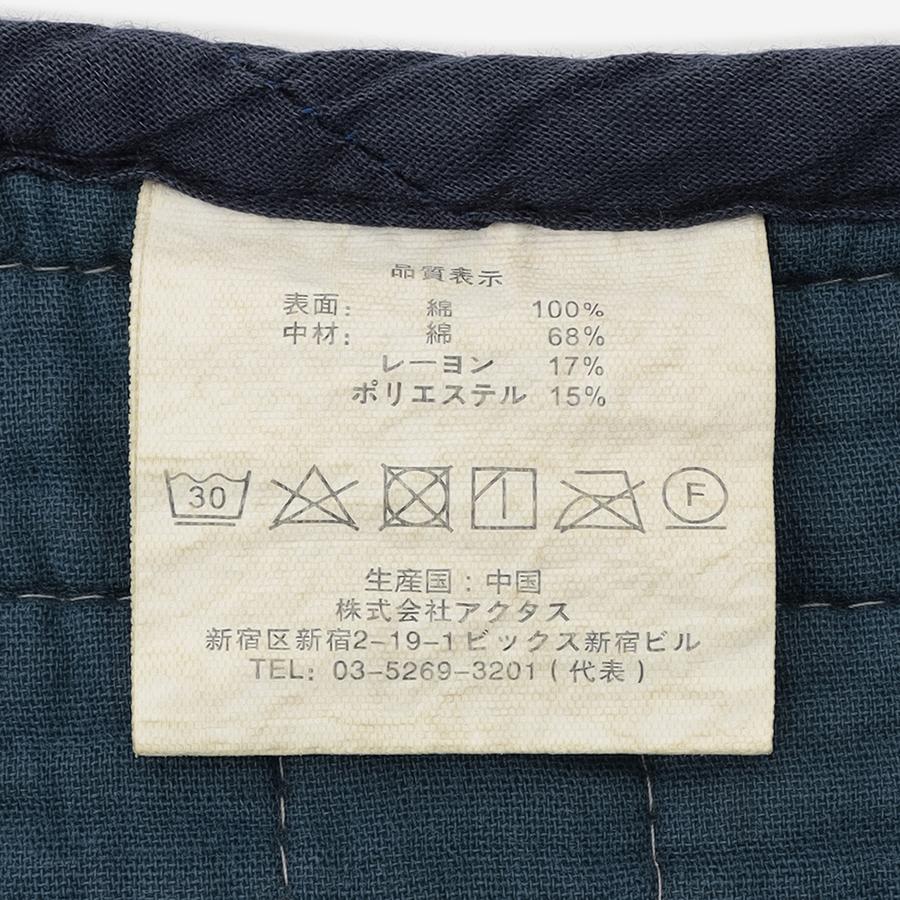 品質表示
表面: 綿 100%
中材: 綿 68%
レーヨン 17%
ポリエステル 15%
30 F
生産国:中国
株式会社アクタス
新宿区新宿2-19-1ビックス新宿ビル
TEL: 03-5269-3201(代表)